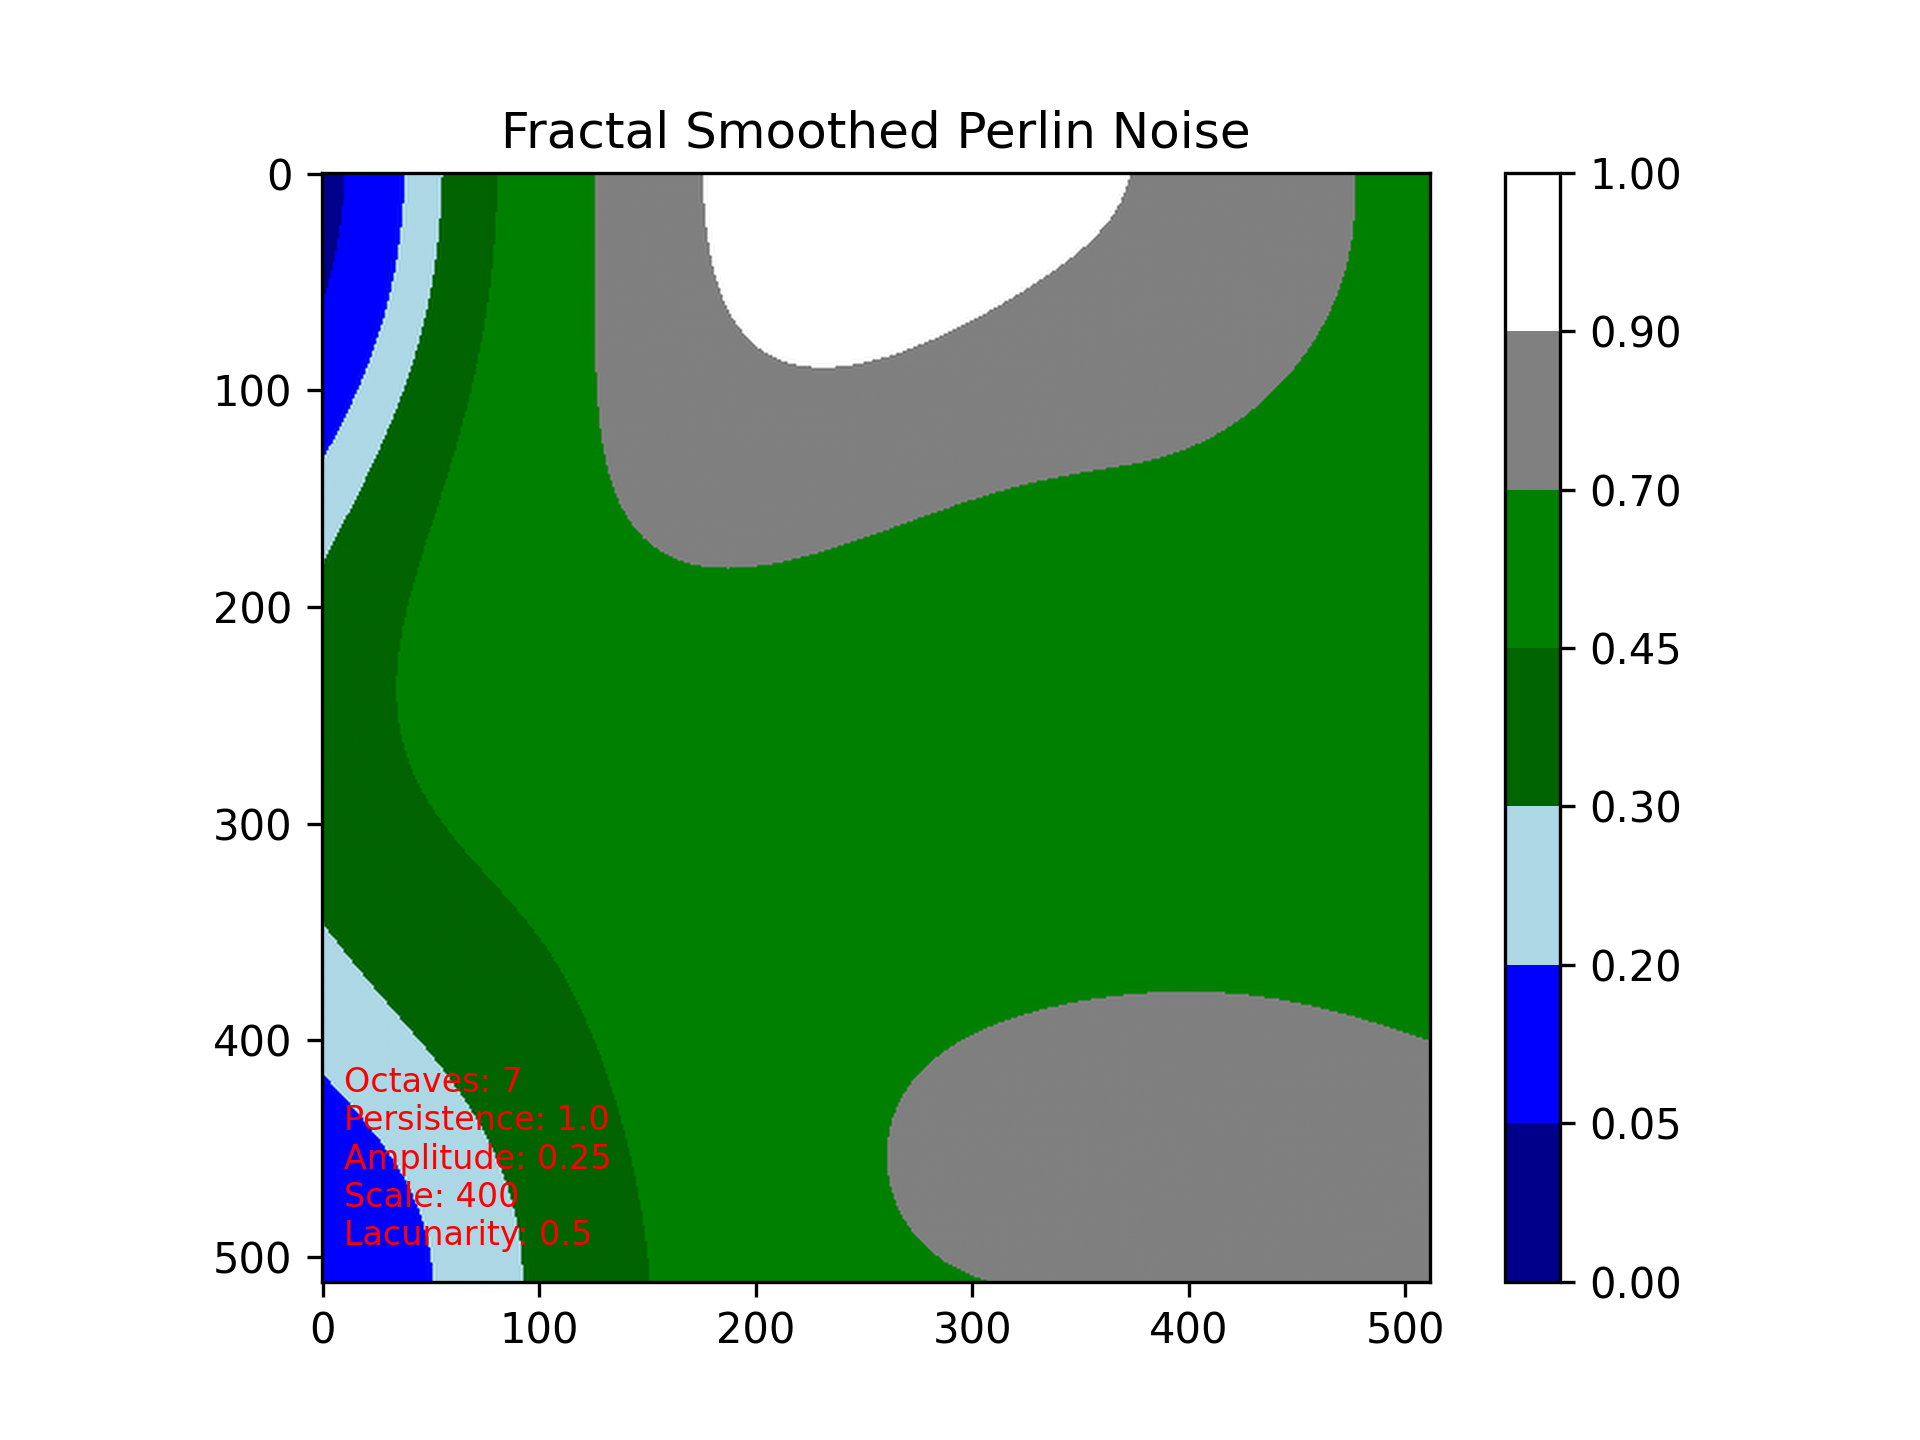 Fractal Smoothed Perlin Noise
0
100
200
300
400
500
Octaves: 7
Persistence: 1.0
Amplitude: 0.25
Scale: 400
Lacunarity: 0.5
0 100 200 300 400 500
1.00
0.90
0.70
0.45
0.30
0.20
0.05
0.00